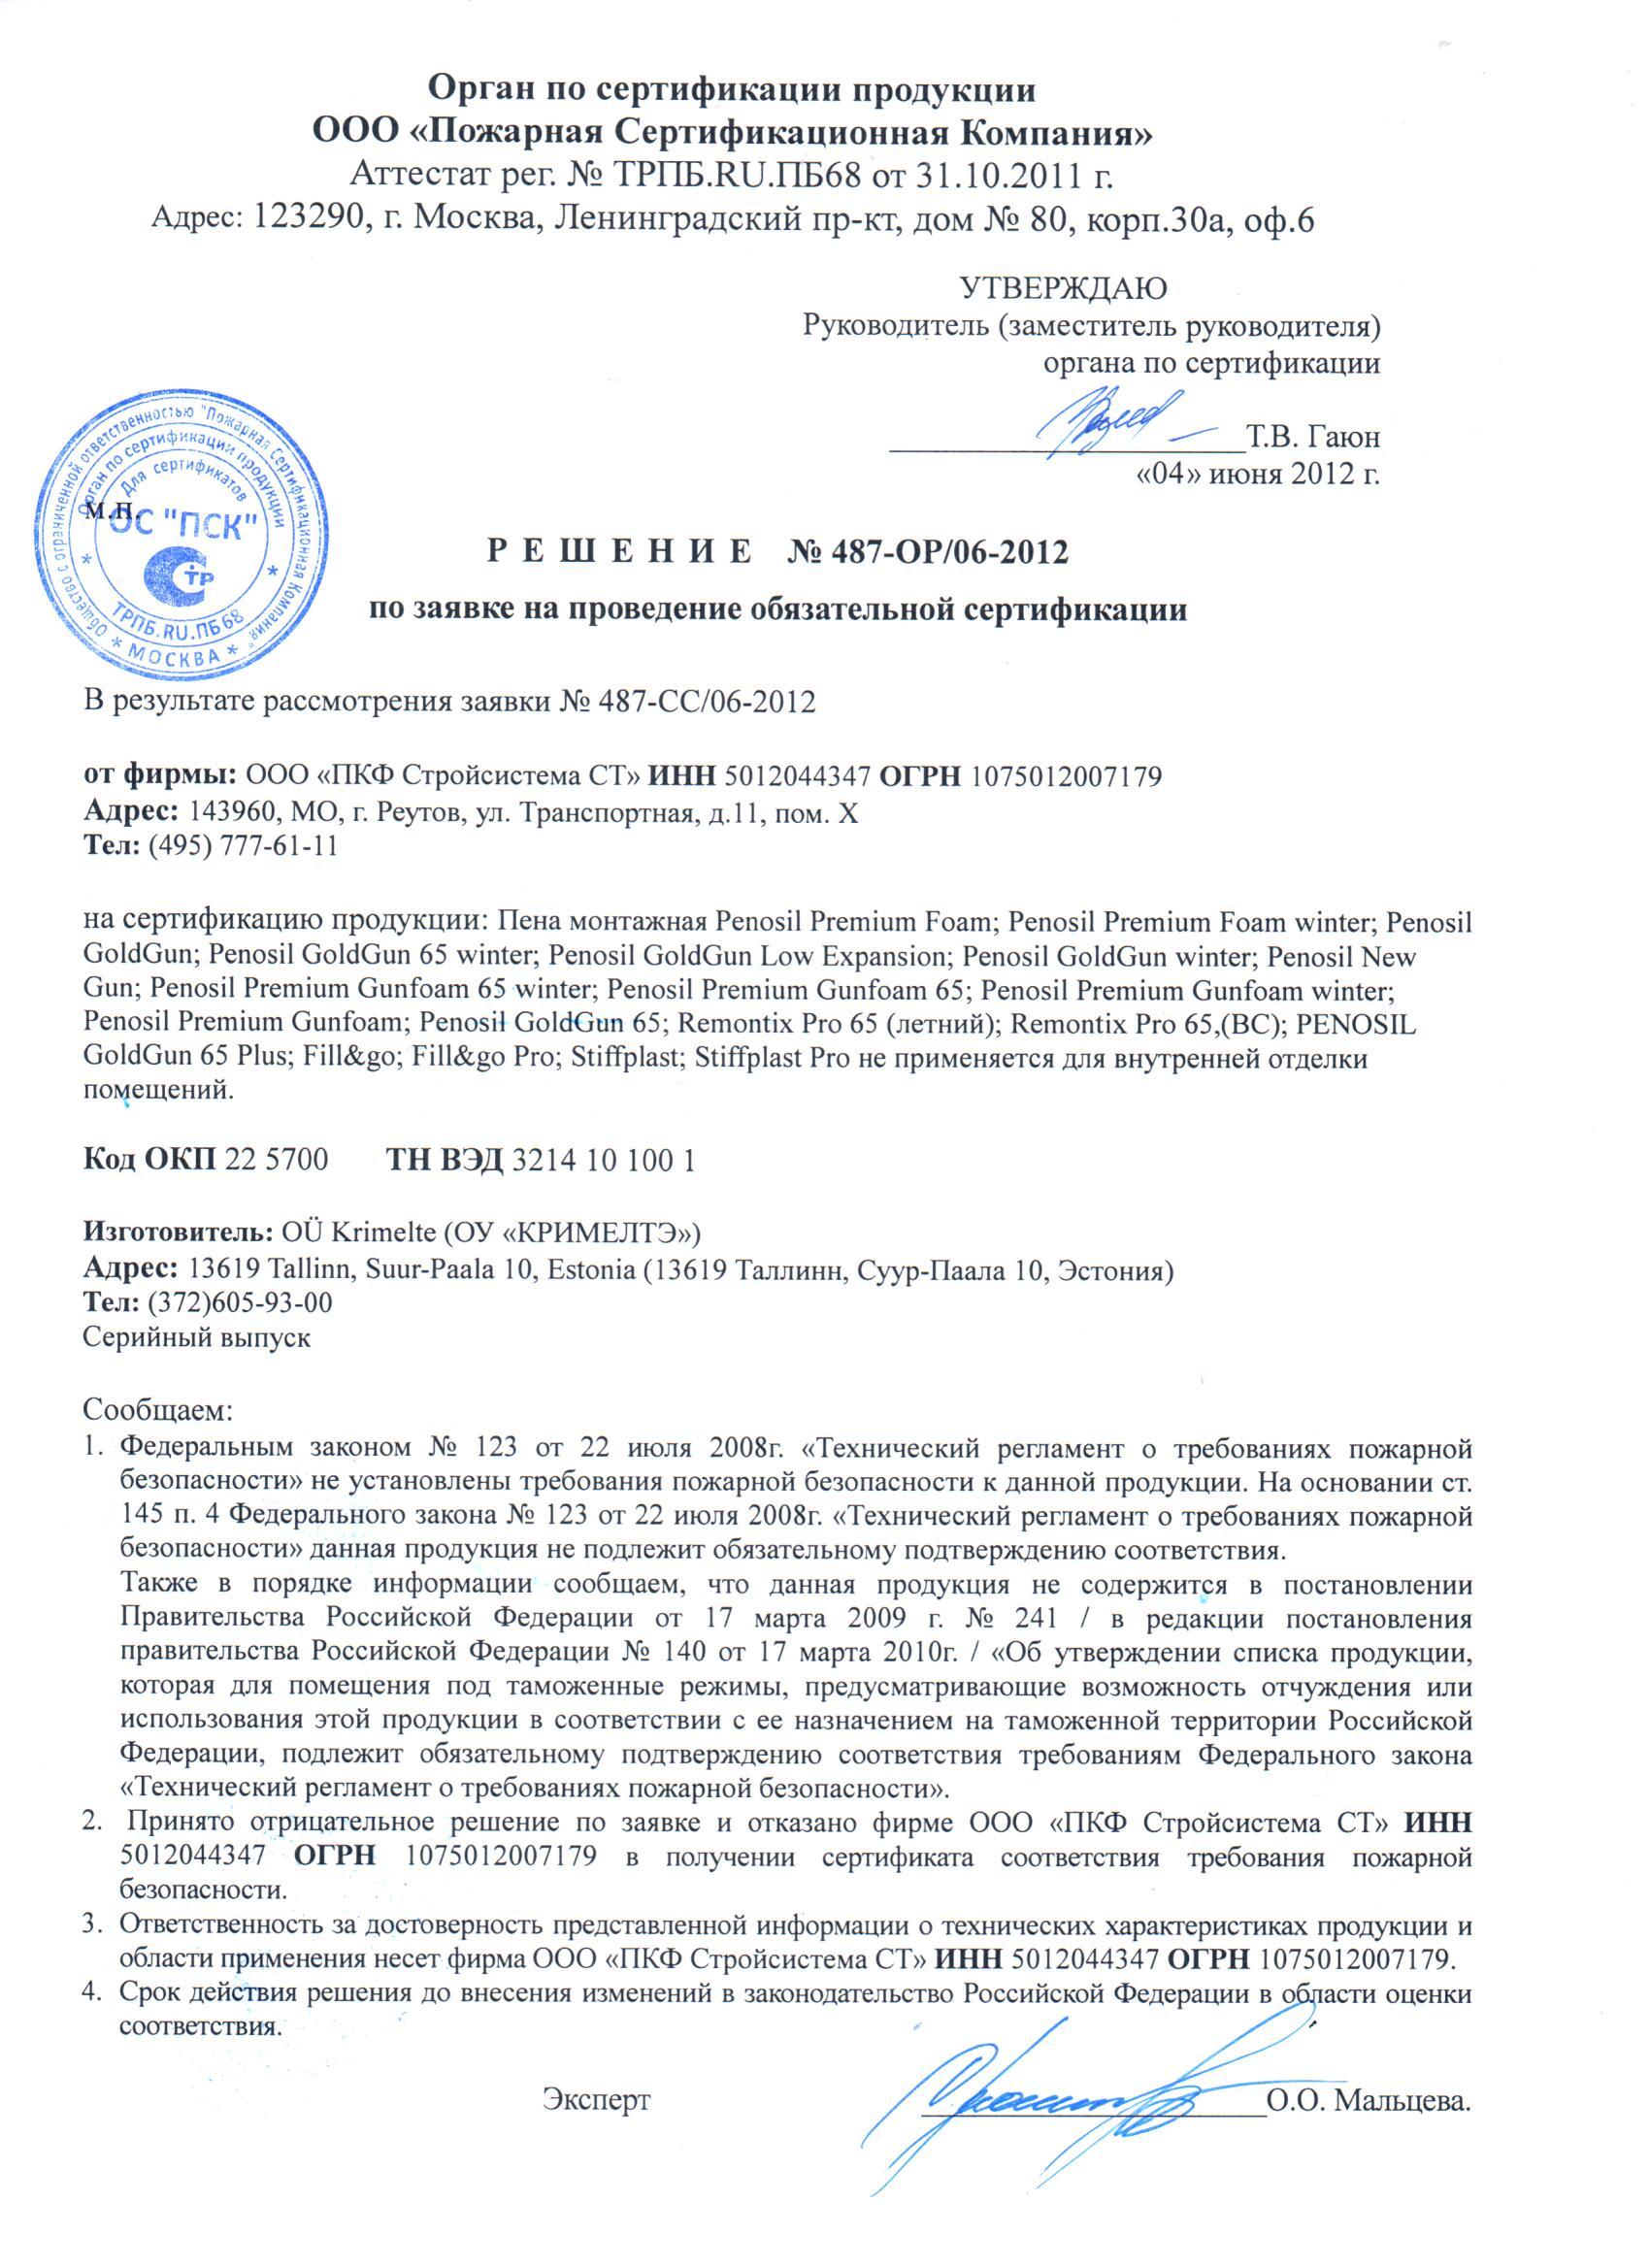 Орган по сертификации продукции
ООО «Пожарная Сертификационная Компания»
Аттестат рег. № ТРПБ.RU.ПБ68 от 31.10.2011 г.
Адрес: 123290, г. Москва, Ленинградский пр-кт, дом № 80, корп.30а, оф.6
УТВЕРЖДАЮ
Руководитель (заместитель руководителя)
органа по сертификации
Т.В. Гаюн
«04» июня 2012 г.
Общество с ограниченной ответственностью "Пожарная Сертификационная Компания"
Орган по сертификации продукции
Для сертификатов
м.п.
ОС "ПСК"
ТР
ТРПБ.RU.ПБ68
* МОСКВА *
Р Е Ш Е Н И Е № 487-ОР/06-2012
по заявке на проведение обязательной сертификации
В результате рассмотрения заявки № 487-СС/06-2012
от фирмы: ООО «ПКФ Стройсистема СТ» ИНН 5012044347 ОГРН 1075012007179
Адрес: 143960, МО, г. Реутов, ул. Транспортная, д.11, пом. X
Тел: (495) 777-61-11
на сертификацию продукции: Пена монтажная Penosil Premium Foam; Penosil Premium Foam winter; Penosil
GoldGun; Penosil GoldGun 65 winter; Penosil GoldGun Low Expansion; Penosil GoldGun winter; Penosil New
Gun; Penosil Premium Gunfoam 65 winter; Penosil Premium Gunfoam 65; Penosil Premium Gunfoam winter;
Penosil Premium Gunfoam; Penosil GoldGun 65; Remontix Pro 65 (летний); Remontix Pro 65,(ВС); PENOSIL
GoldGun 65 Plus; Fill&go; Fill&go Pro; Stiffplast; Stiffplast Pro не применяется для внутренней отделки
помещений.
Код ОКП 22 5700 ТН ВЭД 3214 10 100 1
Изготовитель: OÜ Krimelte (ОУ «КРИМЕЛТЭ»)
Адрес: 13619 Tallinn, Suur-Paala 10, Estonia (13619 Таллинн, Суур-Паала 10, Эстония)
Тел: (372)605-93-00
Серийный выпуск
Сообщаем:
1. Федеральным законом № 123 от 22 июля 2008г. «Технический регламент о требованиях пожарной
безопасности» не установлены требования пожарной безопасности к данной продукции. На основании ст.
145 п. 4 Федерального закона № 123 от 22 июля 2008г. «Технический регламент о требованиях пожарной
безопасности» данная продукция не подлежит обязательному подтверждению соответствия.
Также в порядке информации сообщаем, что данная продукция не содержится в постановлении
Правительства Российской Федерации от 17 марта 2009 г. № 241 / в редакции постановления
правительства Российской Федерации № 140 от 17 марта 2010г. / «Об утверждении списка продукции,
которая для помещения под таможенные режимы, предусматривающие возможность отчуждения или
использования этой продукции в соответствии с ее назначением на таможенной территории Российской
Федерации, подлежит обязательному подтверждению соответствия требованиям Федерального закона
«Технический регламент о требованиях пожарной безопасности».
2. Принято отрицательное решение по заявке и отказано фирме ООО «ПКФ Стройсистема СТ» ИНН
5012044347 ОГРН 1075012007179 в получении сертификата соответствия требования пожарной
безопасности.
3. Ответственность за достоверность представленной информации о технических характеристиках продукции и
области применения несет фирма ООО «ПКФ Стройсистема СТ» ИНН 5012044347 ОГРН 1075012007179.
4. Срок действия решения до внесения изменений в законодательство Российской Федерации в области оценки
соответствия.
Эксперт О.О. Мальцева.